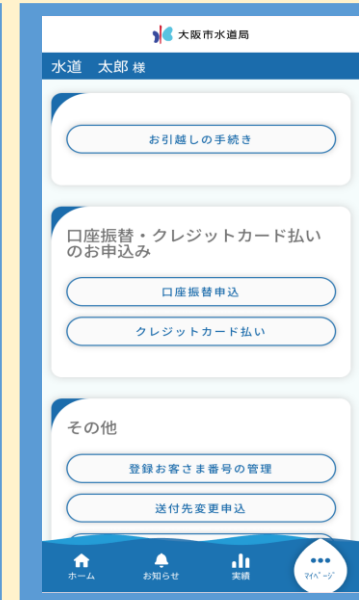 大阪市水道局
水道 太郎 様
お引越しの手続き
口座振替・クレジットカード払い
のお申込み
口座振替申込
クレジットカード払い
その他
登録お客さま番号の管理
送付先変更申込
ホーム
お知らせ
実績
マイページ